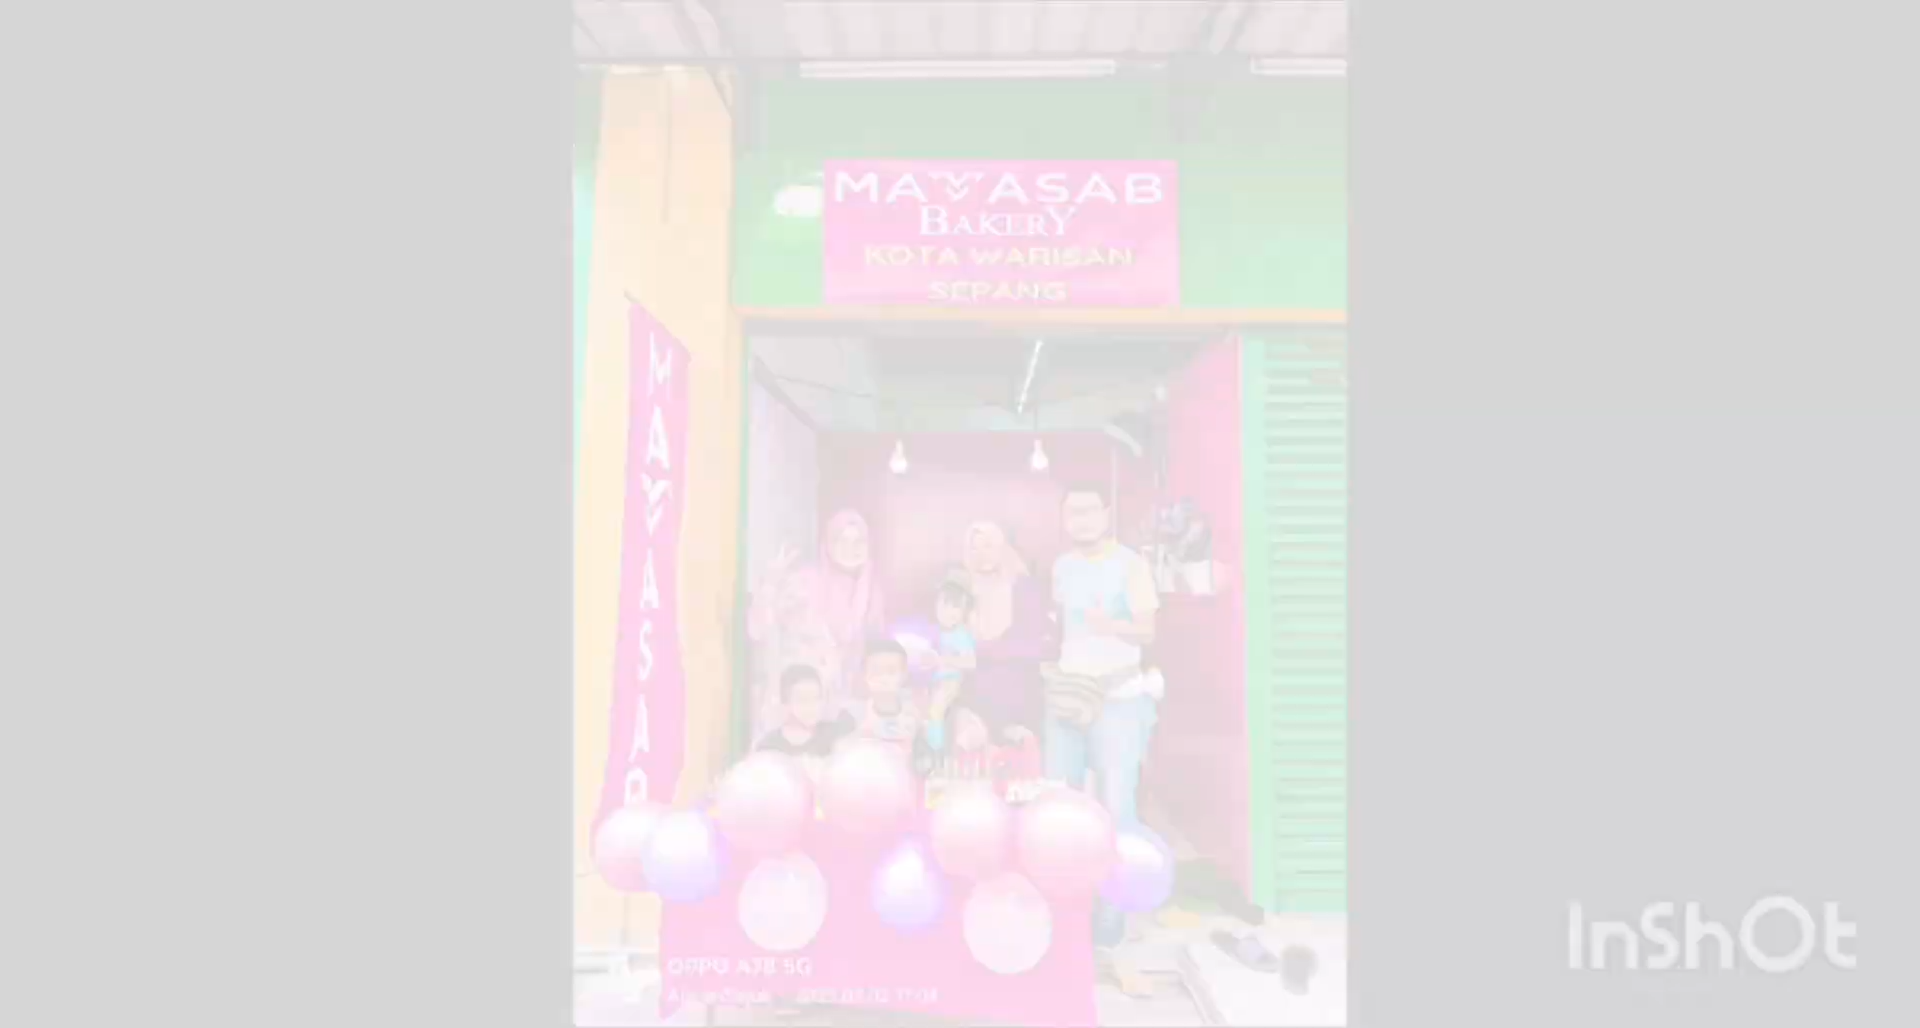 MAYASAB
BAKERY
KOTA WARISAN
SEPANG
MAYASAB
OPPO A78 5G
InShOt